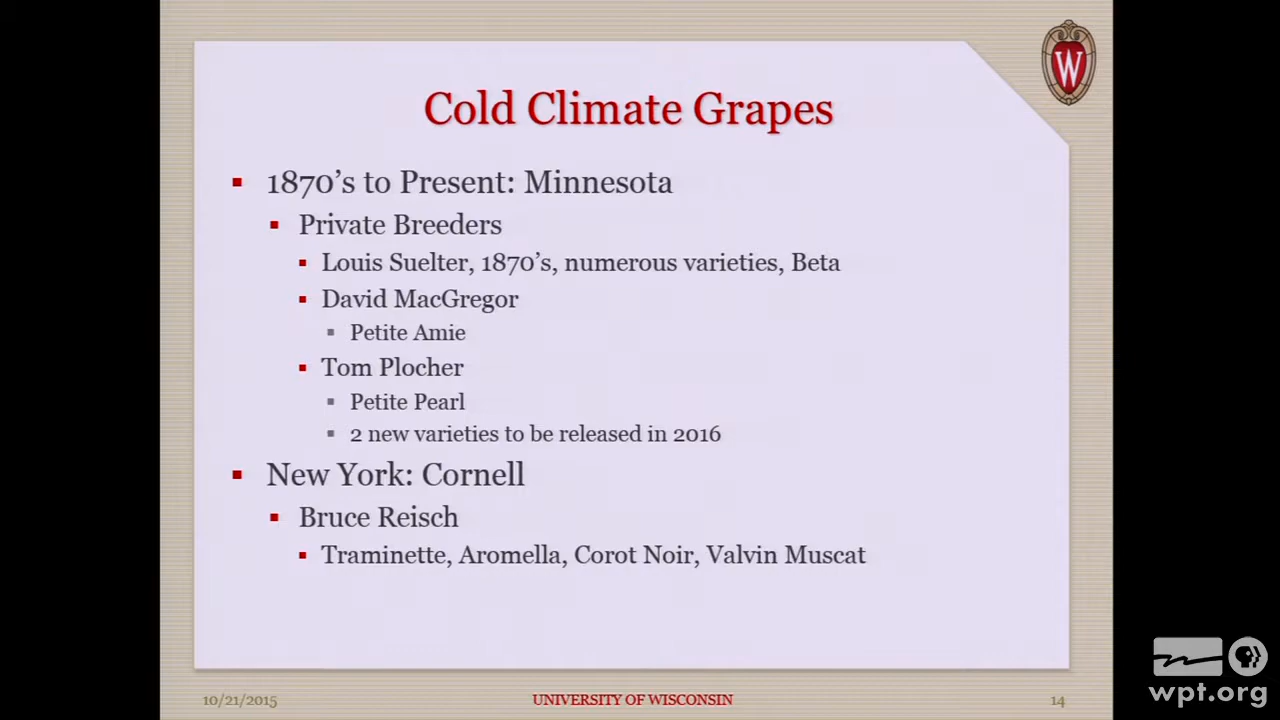 W
Cold Climate Grapes
1870’s to Present: Minnesota
Private Breeders
Louis Suelter, 1870’s, numerous varieties, Beta
David MacGregor
Petite Amie
Tom Plocher
Petite Pearl
2 new varieties to be released in 2016
New York: Cornell
Bruce Reisch
Traminette, Aromella, Corot Noir, Valvin Muscat
10/21/2015
UNIVERSITY OF WISCONSIN
14
wpt.org